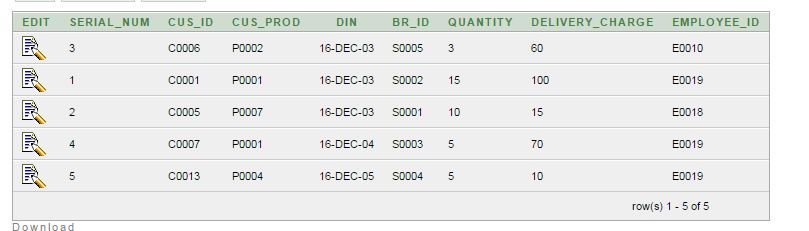 EDIT SERIAL_NUM CUS_ID CUS_PROD DIN BR_ID QUANTITY DELIVERY_CHARGE EMPLOYEE_ID
3 C0006 P0002 16-DEC-03 S0005 3 60 E0010
1 C0001 P0001 16-DEC-03 S0002 15 100 E0019
2 C0005 P0007 16-DEC-03 S0001 10 15 E0018
4 C0007 P0001 16-DEC-04 S0003 5 70 E0019
5 C0013 P0004 16-DEC-05 S0004 5 10 E0019
row(s) 1 - 5 of 5
Download